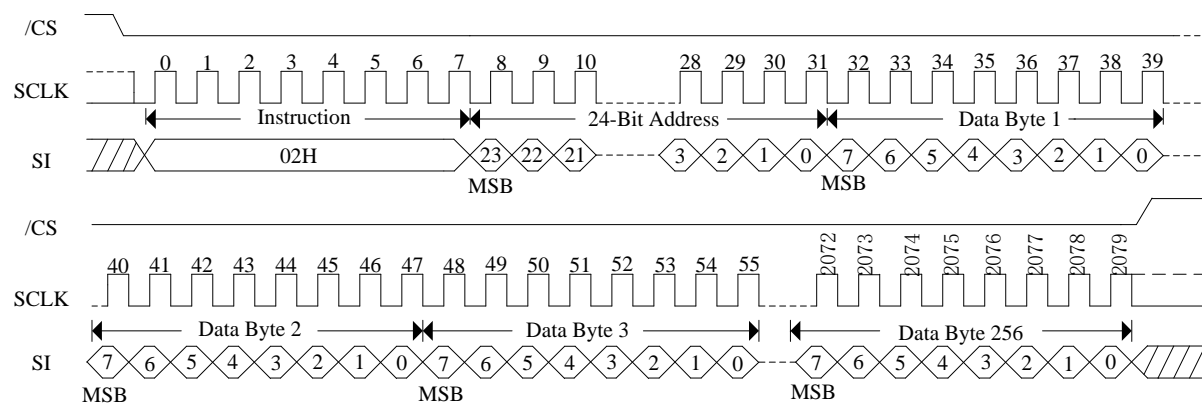 /CS
0 1 2 3 4 5 6 7 8 9 10 28 29 30 31 32 33 34 35 36 37 38 39
SCLK
Instruction 24-Bit Address Data Byte 1
SI 02H 23 22 21 3 2 1 0 7 6 5 4 3 2 1 0
MSB MSB
/CS
40 41 42 43 44 45 46 47 48 49 50 51 52 53 54 55 2072 2073 2074 2075 2076 2077 2078 2079
SCLK
Data Byte 2 Data Byte 3 Data Byte 256
SI 7 6 5 4 3 2 1 0 7 6 5 4 3 2 1 0 7 6 5 4 3 2 1 0
MSB MSB MSB